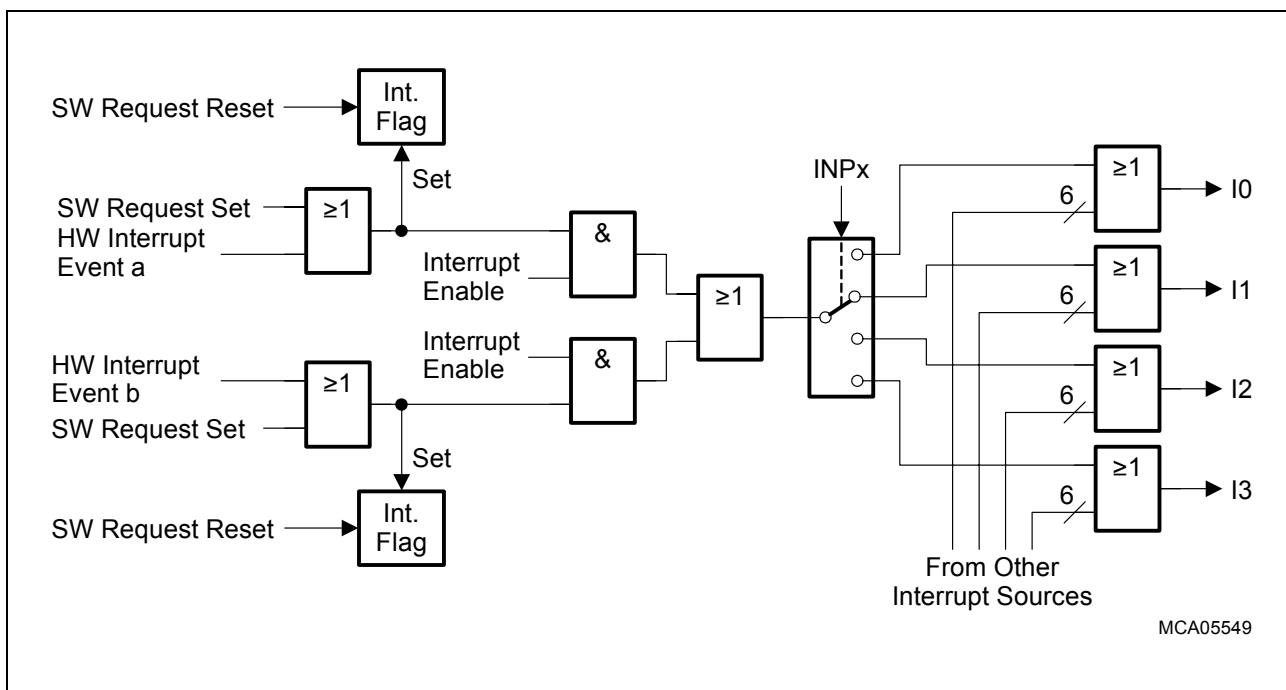 SW Request Reset
Int.
Flag
Set
SW Request Set
HW Interrupt
Event a
≥1
Interrupt
Enable
&
HW Interrupt
Event b
SW Request Set
≥1
Interrupt
Enable
&
Set
SW Request Reset
Int.
Flag
≥1
INPx
≥1
6
I0
≥1
6
I1
≥1
6
I2
≥1
6
I3
From Other
Interrupt Sources
MCA05549